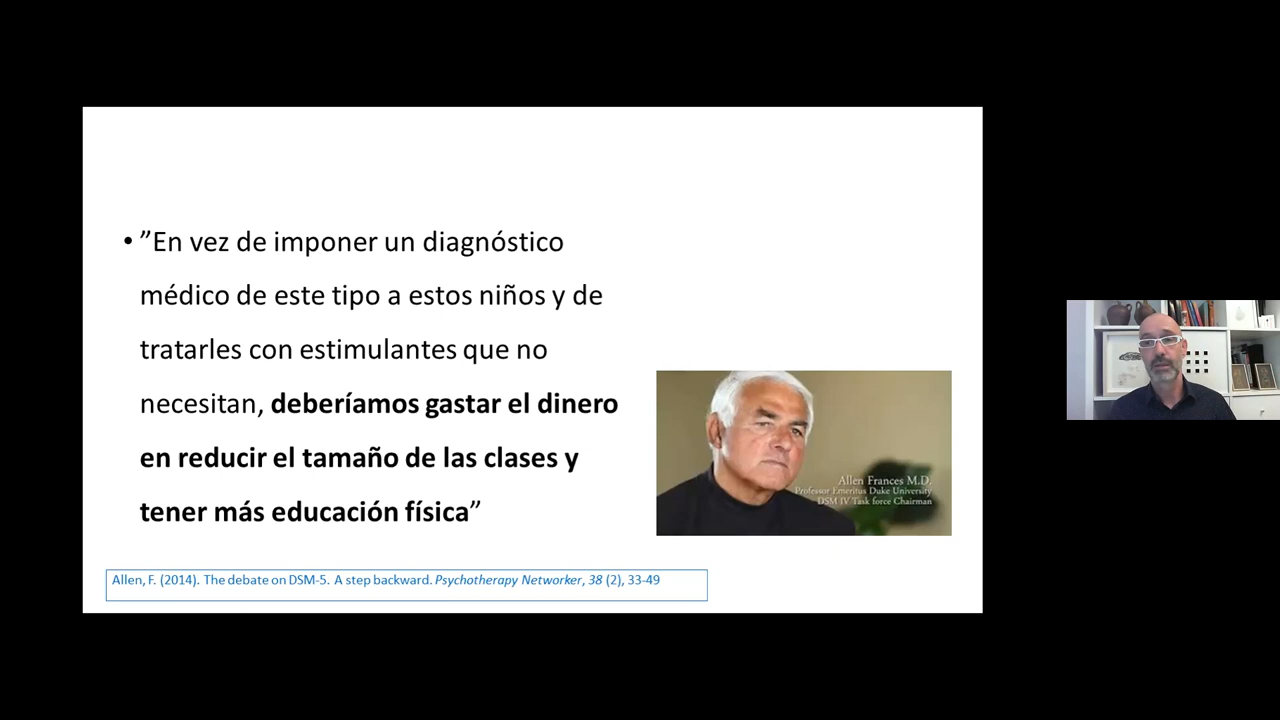 • ”En vez de imponer un diagnóstico
médico de este tipo a estos niños y de
tratarles con estimulantes que no
necesitan, deberíamos gastar el dinero
en reducir el tamaño de las clases y
tener más educación física”
Allen Frances M.D.
Professor Emeritus Duke University
DSM IV Task force Chairman
Allen, F. (2014). The debate on DSM-5. A step backward. Psychotherapy Networker, 38 (2), 33-49